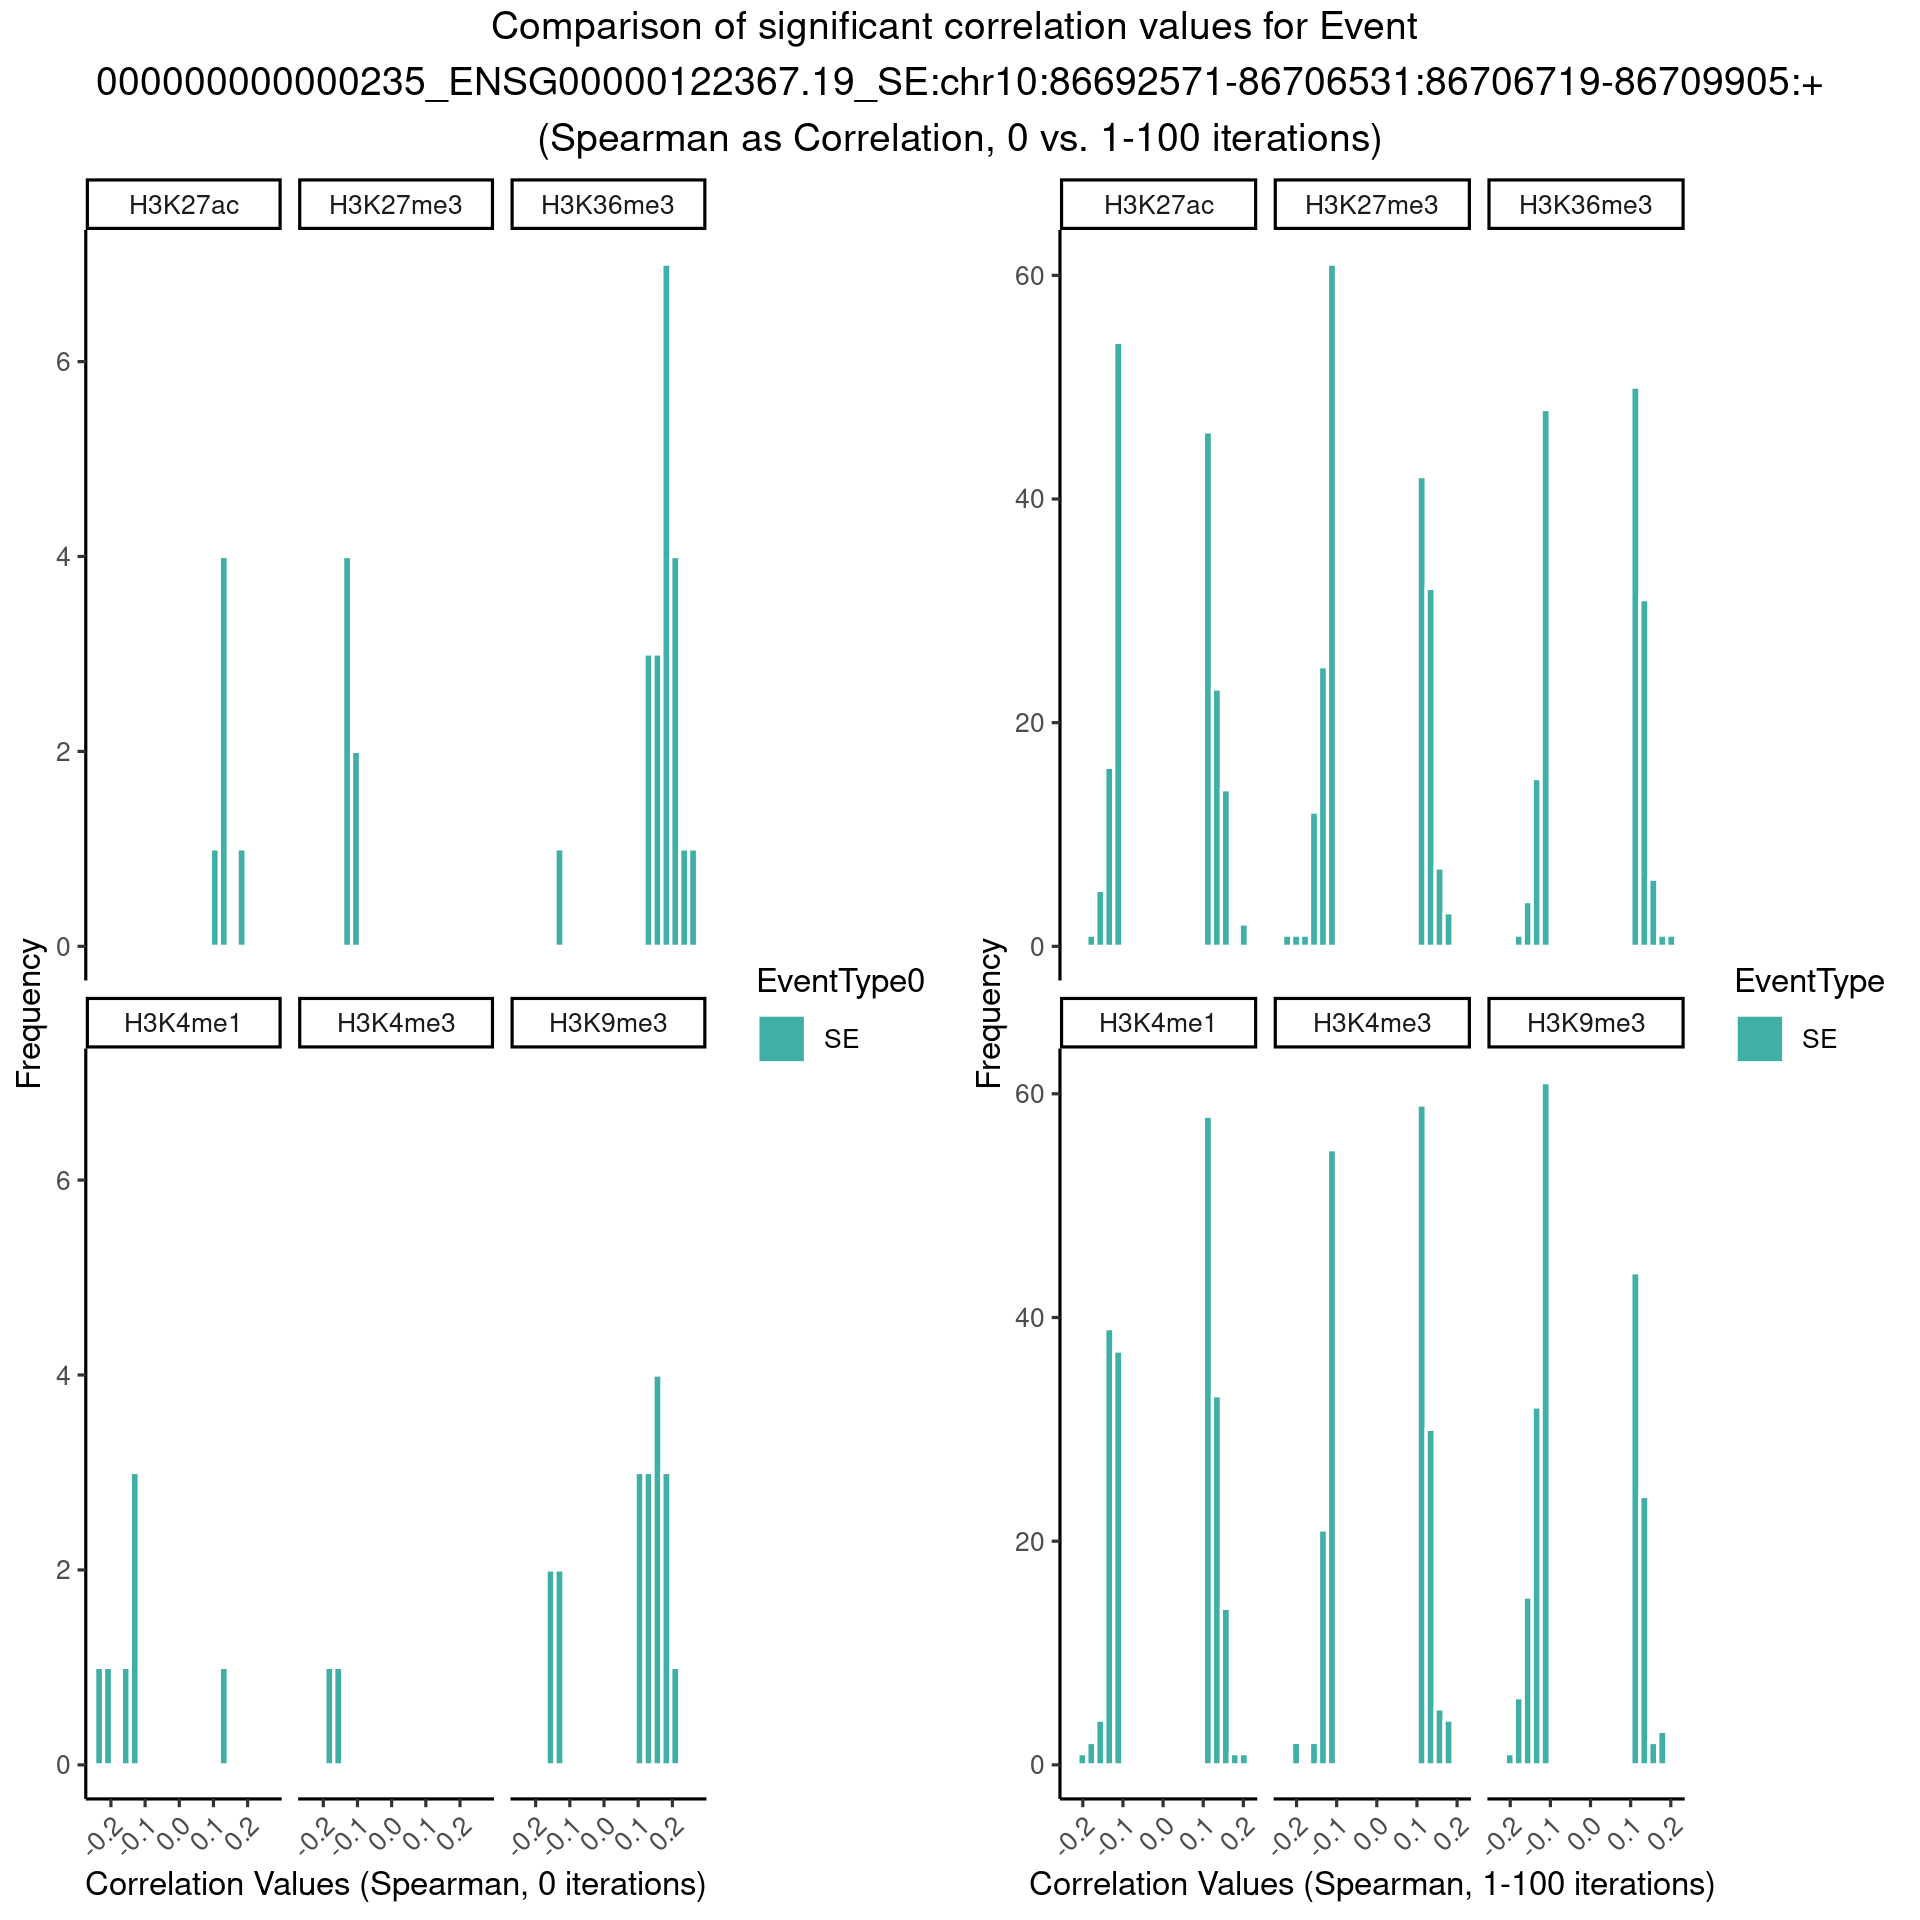 Comparison of significant correlation values for Event
000000000000235_ENSG00000122367.19_SE:chr10:86692571-86706531:86706719-86709905:+
(Spearman as Correlation, 0 vs. 1-100 iterations)
H3K27ac H3K27me3 H3K36me3
6
4
2
0
H3K4me1 H3K4me3 H3K9me3
6
4
2
0
-0.2 -0.1 0.0 0.1 0.2 -0.2 -0.1 0.0 0.1 0.2 -0.2 -0.1 0.0 0.1 0.2
Correlation Values (Spearman, 0 iterations)
Frequency
EventType0
SE
H3K27ac H3K27me3 H3K36me3
60
40
20
0
H3K4me1 H3K4me3 H3K9me3
60
40
20
0
-0.2 -0.1 0.0 0.1 0.2 -0.2 -0.1 0.0 0.1 0.2 -0.2 -0.1 0.0 0.1 0.2
Correlation Values (Spearman, 1-100 iterations)
Frequency
EventType
SE